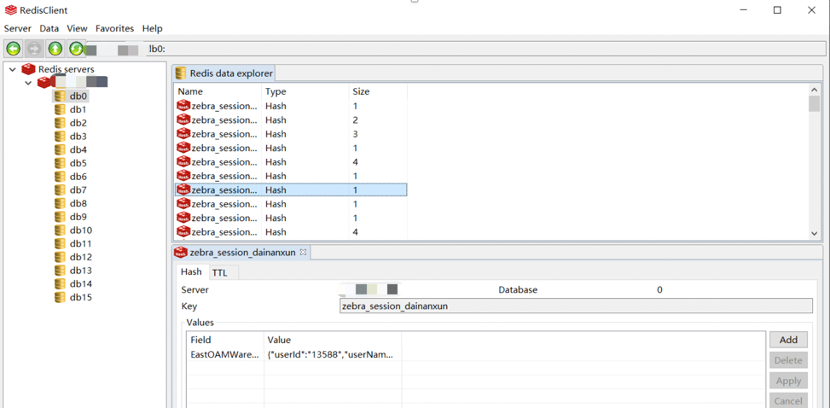 RedisClient
Server Data View Favorites Help
lb0:
Redis servers
db0
db1
db2
db3
db4
db5
db6
db7
db8
db9
db10
db11
db12
db13
db14
db15
Redis data explorer
Name Type Size
zebra_session... Hash 1
zebra_session... Hash 2
zebra_session... Hash 3
zebra_session... Hash 1
zebra_session... Hash 4
zebra_session... Hash 1
zebra_session... Hash 1
zebra_session... Hash 1
zebra_session... Hash 1
zebra_session... Hash 4
zebra_session_dainanxun
Hash TTL
Server Database 0
Key zebra_session_dainanxun
Values
Field Value
EastOAMWare... {"userId":"13588","userNam...
Add
Delete
Apply
Cancel